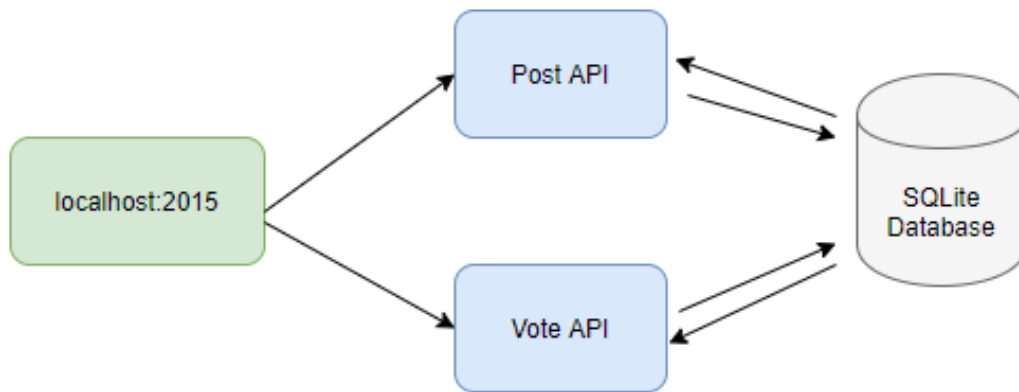 Post API
localhost:2015
SQLite
Database
Vote API